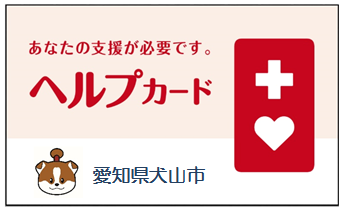 あなたの支援が必要です。
ヘルプカード
愛知県犬山市